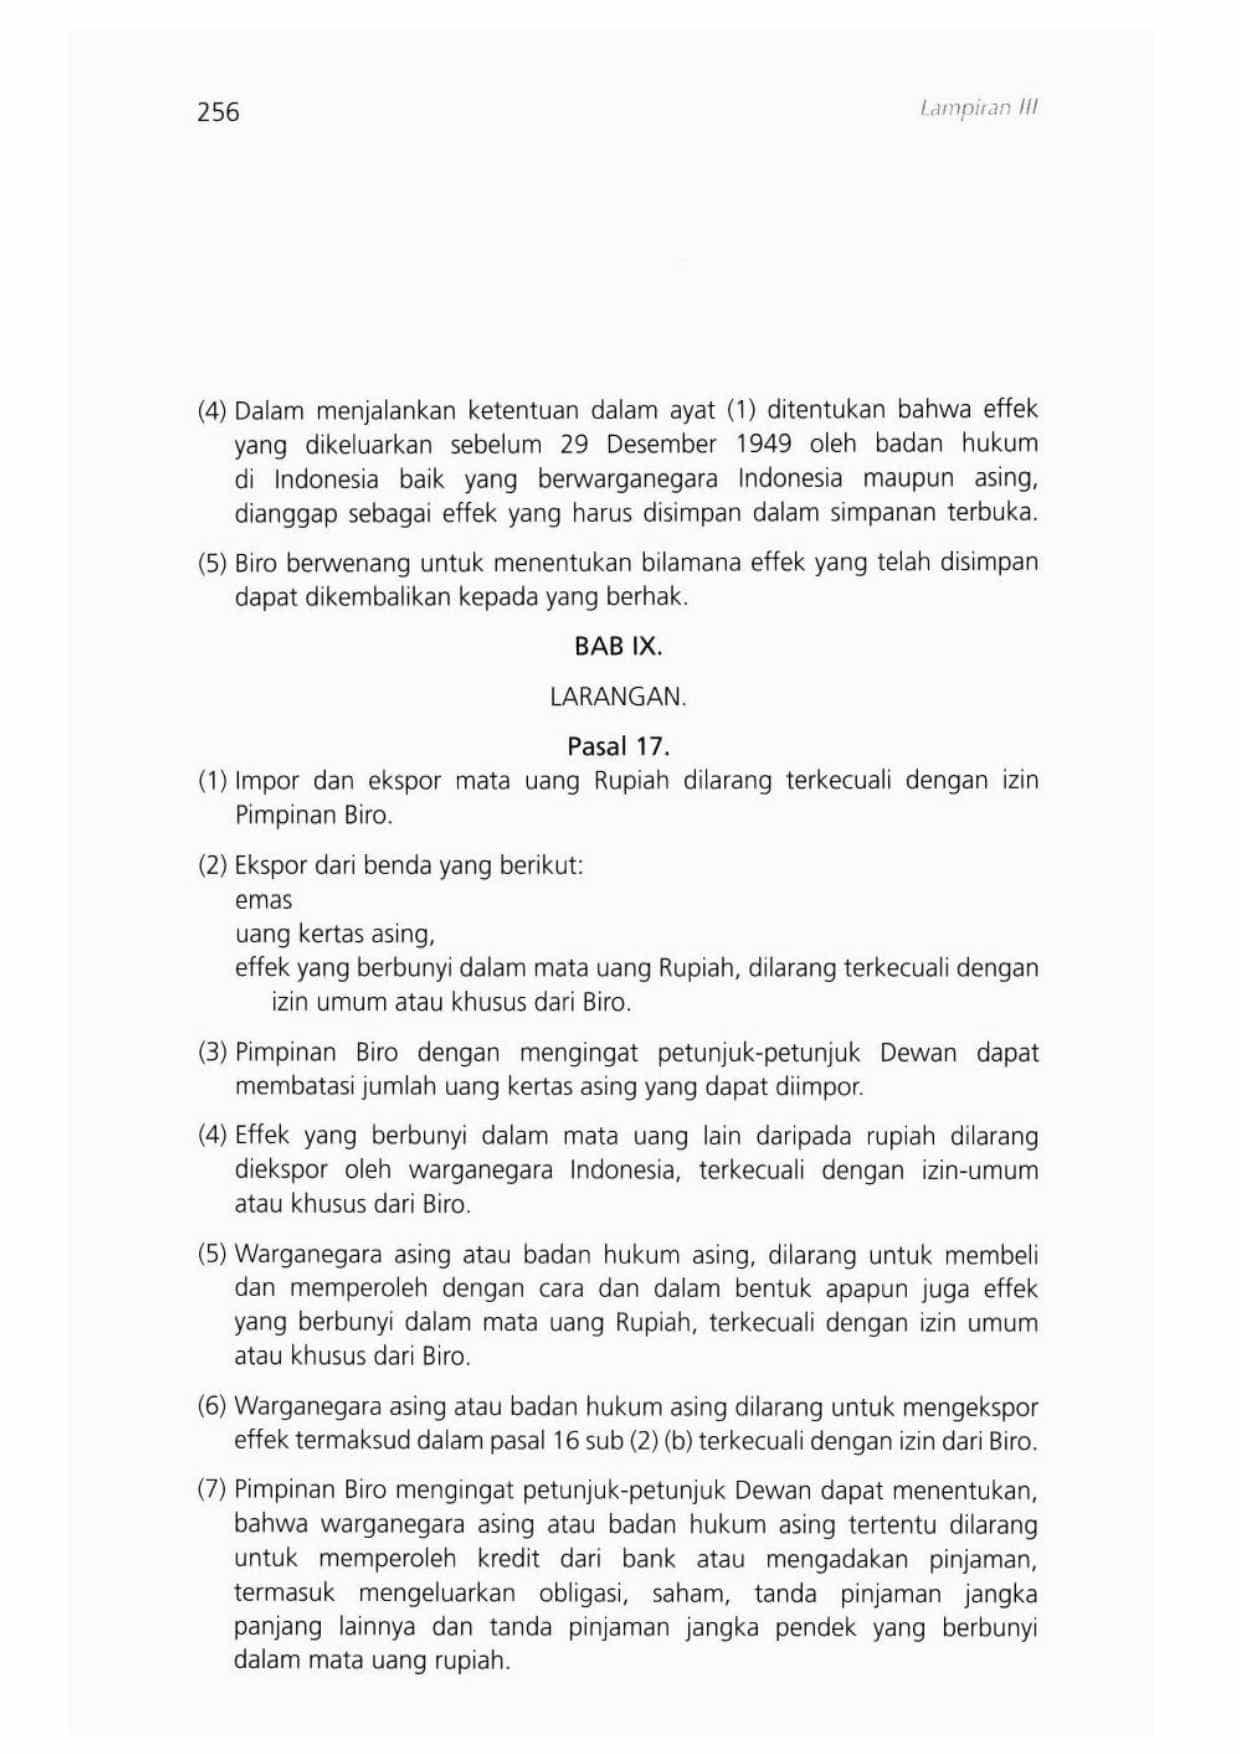 256
Lampiran III
(4) Dalam menjalankan ketentuan dalam ayat (1) ditentukan bahwa effek
yang dikeluarkan sebelum 29 Desember 1949 oleh badan hukum
di Indonesia baik yang berwarganegara Indonesia maupun asing,
dianggap sebagai effek yang harus disimpan dalam simpanan terbuka.
(5) Biro berwenang untuk menentukan bilamana effek yang telah disimpan
dapat dikembalikan kepada yang berhak.
BAB IX.
LARANGAN.
Pasal 17.
(1) Impor dan ekspor mata uang Rupiah dilarang terkecuali dengan izin
Pimpinan Biro.
(2) Ekspor dari benda yang berikut:
emas
uang kertas asing,
effek yang berbunyi dalam mata uang Rupiah, dilarang terkecuali dengan
izin umum atau khusus dari Biro.
(3) Pimpinan Biro dengan mengingat petunjuk-petunjuk Dewan dapat
membatasi jumlah uang kertas asing yang dapat diimpor.
(4) Effek yang berbunyi dalam mata uang lain daripada rupiah dilarang
diekspor oleh warganegara Indonesia, terkecuali dengan izin-umum
atau khusus dari Biro.
(5) Warganegara asing atau badan hukum asing, dilarang untuk membeli
dan memperoleh dengan cara dan dalam bentuk apapun juga effek
yang berbunyi dalam mata uang Rupiah, terkecuali dengan izin umum
atau khusus dari Biro.
(6) Warganegara asing atau badan hukum asing dilarang untuk mengekspor
effek termaksud dalam pasal 16 sub (2) (b) terkecuali dengan izin dari Biro.
(7) Pimpinan Biro mengingat petunjuk-petunjuk Dewan dapat menentukan,
bahwa warganegara asing atau badan hukum asing tertentu dilarang
untuk memperoleh kredit dari bank atau mengadakan pinjaman,
termasuk mengeluarkan obligasi, saham, tanda pinjaman jangka
panjang lainnya dan tanda pinjaman jangka pendek yang berbunyi
dalam mata uang rupiah.